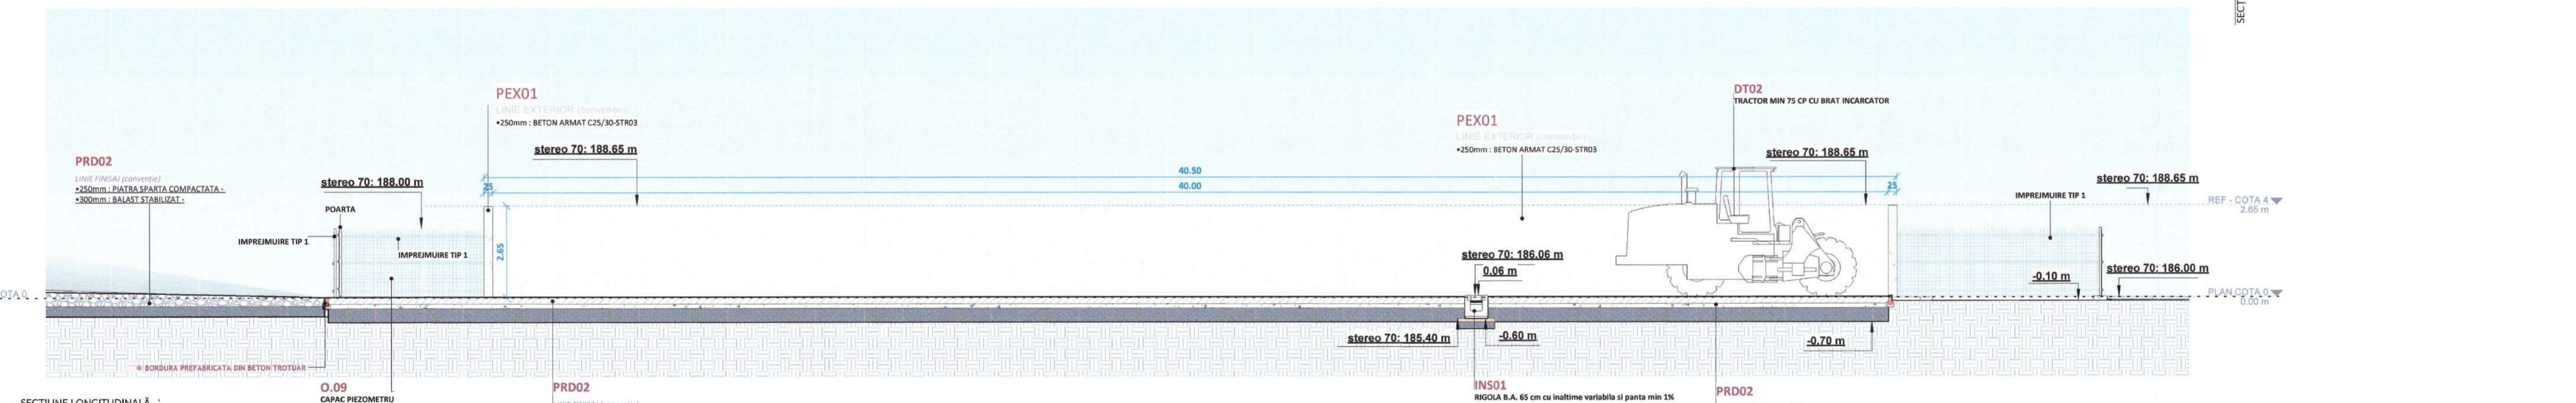 SECT
PEX01
LINIE EXTERIOR (conventie)
•250mm : BETON ARMAT C25/30-STR03
stereo 70: 188.65 m
PRD02
LINIE FINISAJ (conventie)
•250mm : PIATRA SPARTA COMPACTATA -
•300mm : BALAST STABILIZAT -
stereo 70: 188.00 m
POARTA
IMPREJMUIRE TIP 1
IMPREJMUIRE TIP 1
25
2.65
40.50
40.00
PEX01
LINIE EXTERIOR (conventie)
•250mm : BETON ARMAT C25/30-STR03
DT02
TRACTOR MIN 75 CP CU BRAT INCARCATOR
stereo 70: 188.65 m
25
IMPREJMUIRE TIP 1
stereo 70: 188.65 m
REF - COTA 4
2.65 m
stereo 70: 186.06 m
0.06 m
-0.10 m
stereo 70: 186.00 m
OTA 0
PLAN COTA 0
0.00 m
stereo 70: 185.40 m
-0.60 m
-0.70 m
※ BORDURA PREFABRICATA DIN BETON TROTUAR
O.09
CAPAC PIEZOMETRU
PRD02
INS01
RIGOLA B.A. 65 cm cu inaltime variabila si panta min 1%
PRD02
SECTIUNE LONGITUDINALĂ